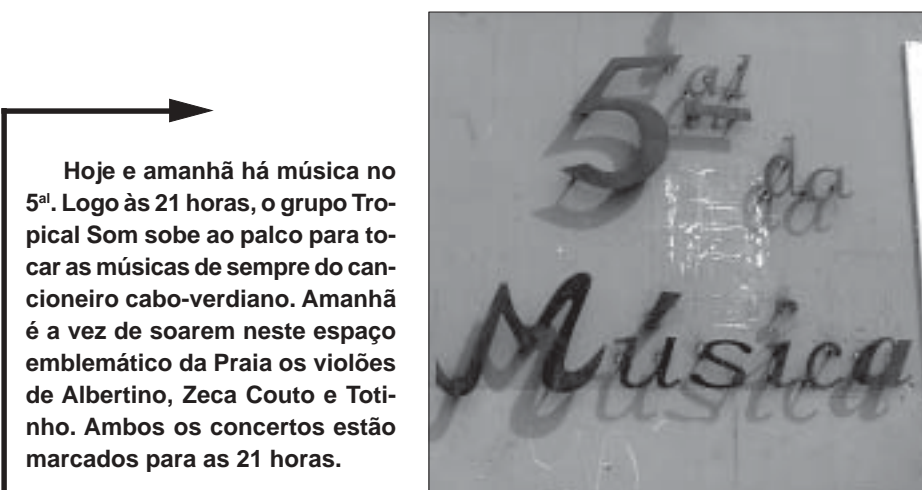 Hoje e amanhã há música no
5al. Logo às 21 horas, o grupo Tro-
pical Som sobe ao palco para to-
car as músicas de sempre do can-
cioneiro cabo-verdiano. Amanhã
é a vez de soarem neste espaço
emblemático da Praia os violões
de Albertino, Zeca Couto e Toti-
nho. Ambos os concertos estão
marcados para as 21 horas.
5al
da
Música